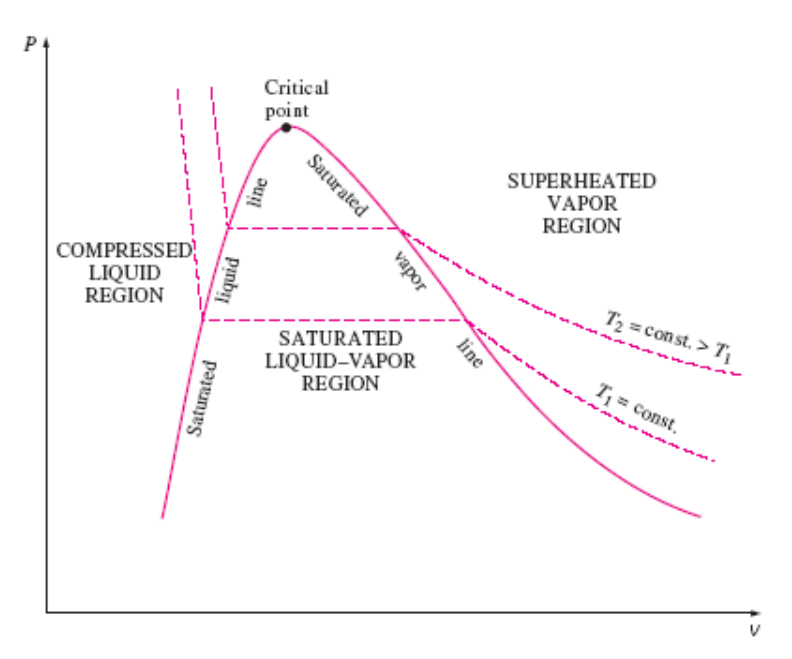 P
Critical
point
Saturated
line
SUPERHEATED
VAPOR
REGION
COMPRESSED
LIQUID
REGION
liquid
vapor
T₂ = const. > T₁
SATURATED
LIQUID–VAPOR
REGION
line
Saturated
T₁ = const.
v